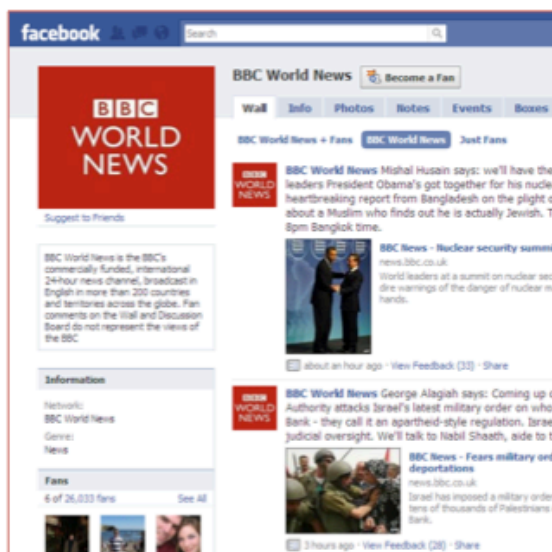 facebook
Search
BBC
WORLD
NEWS
Suggest to Friends
BBC World News is the BBC's
commercially funded, international
24-hour news channel, broadcast in
English in more than 200 countries
and territories across the globe. Fan
comments on the Wall and Discussion
Board do not represent the views of
the BBC
Information
Network:
BBC World News
Genre:
News
Fans
6 of 26,033 fans See All
BBC World News Become a Fan
Wall Info Photos Notes Events Boxes
BBC World News + Fans BBC World News Just Fans
BBC
WORLD
NEWS
BBC World News Mishal Husain says: we'll have the
leaders President Obama's got together for his nucle
heartbreaking report from Bangladesh on the plight o
about a Muslim who finds out he is actually Jewish. T
8pm Bangkok time.
BBC News - Nuclear security summi
news.bbc.co.uk
World leaders at a summit on nuclear sec
dire warnings of the danger of nuclear m
hands.
about an hour ago · View Feedback (33) · Share
BBC
WORLD
NEWS
BBC World News George Alagiah says: Coming up o
Authority attacks Israel's latest military order on who
Bank - they call it an apartheid-style regulation. Israe
judicial oversight. We'll talk to Nabil Shaath, aide to t
BBC News - Fears military ord
deportations
news.bbc.co.uk
Israel has imposed a military order
tens of thousands of Palestinians
Bank.
3 hours ago · View Feedback (28) · Share